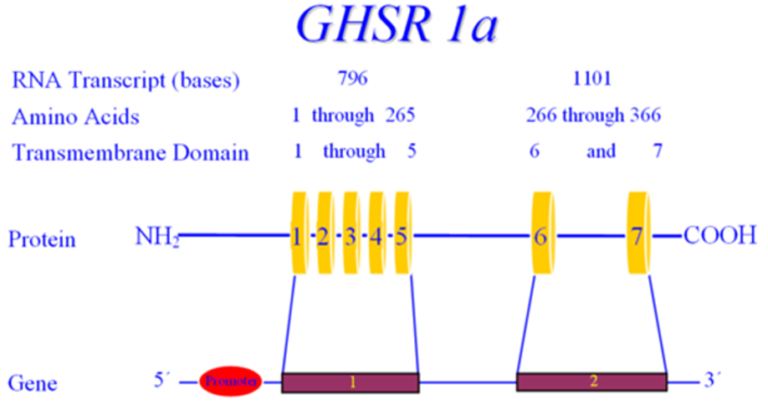 GHSR 1a
RNA Transcript (bases) 796 1101
Amino Acids 1 through 265 266 through 366
Transmembrane Domain 1 through 5 6 and 7
Protein NH2 1 2 3 4 5 6 7 COOH
Gene 5´ Promoter 1 2 3´